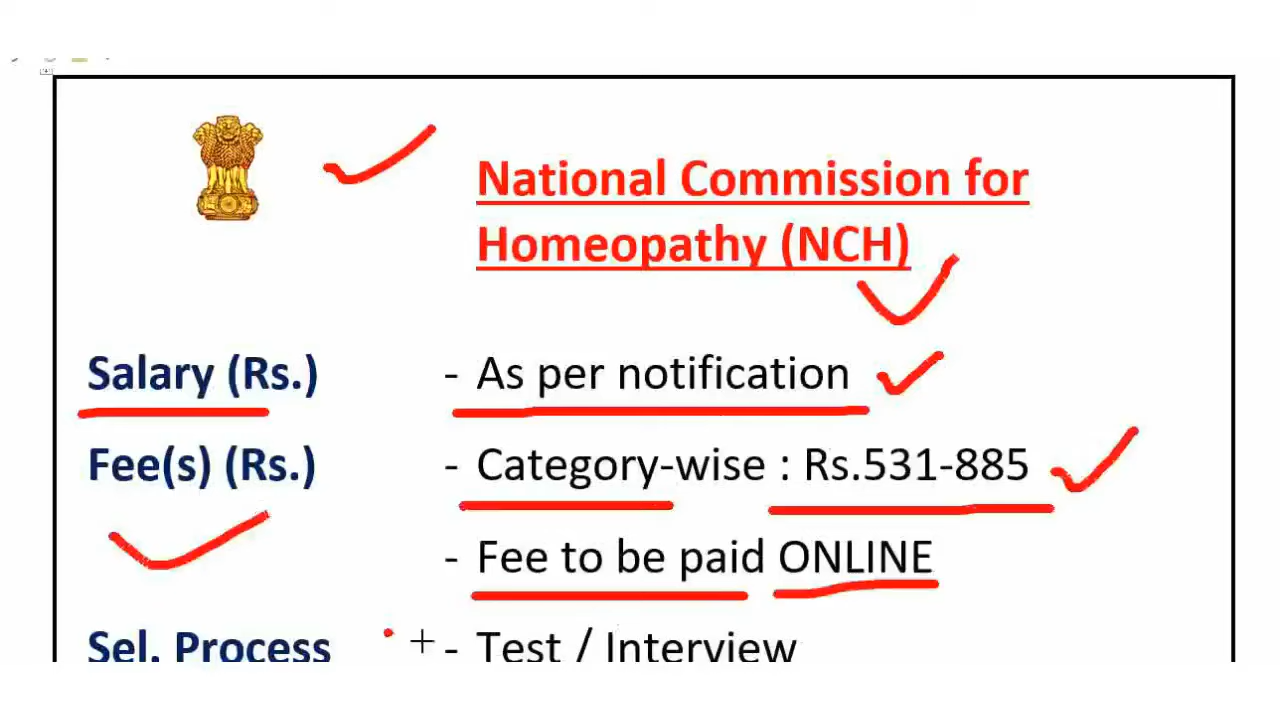 National Commission for
Homeopathy (NCH)
Salary (Rs.) - As per notification
Fee(s) (Rs.) - Category-wise : Rs.531-885
- Fee to be paid ONLINE
Sel. Process - Test / Interview